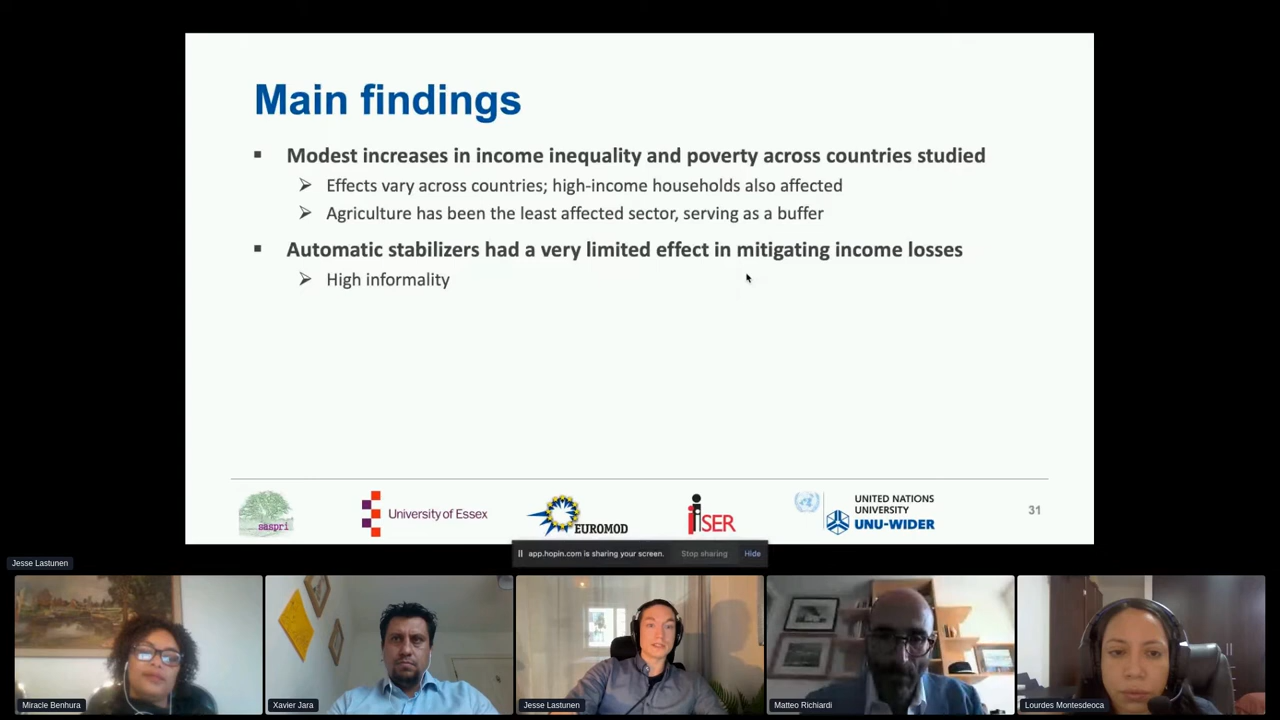 Main findings
▪ Modest increases in income inequality and poverty across countries studied
➢ Effects vary across countries; high-income households also affected
➢ Agriculture has been the least affected sector, serving as a buffer
▪ Automatic stabilizers had a very limited effect in mitigating income losses
➢ High informality
saspri
University of Essex
EUROMOD
ISER
UNITED NATIONS
UNIVERSITY
UNU-WIDER
31
app.hopin.com is sharing your screen. Stop sharing Hide
Jesse Lastunen
Miracle Benhura
Xavier Jara
Jesse Lastunen
Matteo Richiardi
Lourdes Montesdeoca